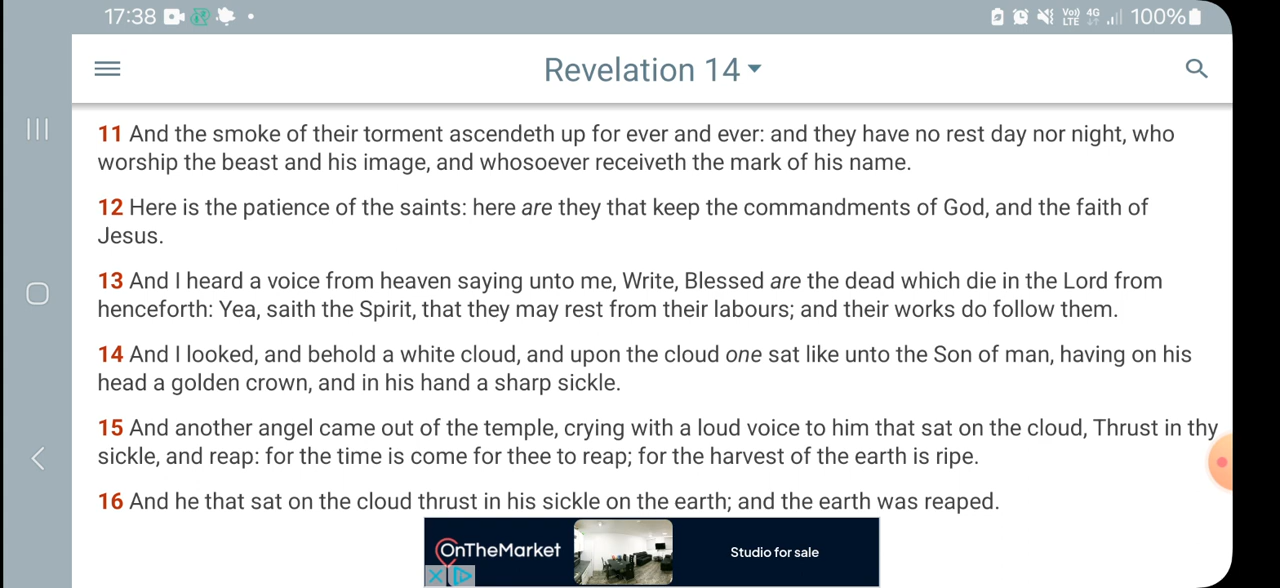 17:38
Vo)) 4G 100%
LTE
Revelation 14
11 And the smoke of their torment ascendeth up for ever and ever: and they have no rest day nor night, who
worship the beast and his image, and whosoever receiveth the mark of his name.
12 Here is the patience of the saints: here are they that keep the commandments of God, and the faith of
Jesus.
13 And I heard a voice from heaven saying unto me, Write, Blessed are the dead which die in the Lord from
henceforth: Yea, saith the Spirit, that they may rest from their labours; and their works do follow them.
14 And I looked, and behold a white cloud, and upon the cloud one sat like unto the Son of man, having on his
head a golden crown, and in his hand a sharp sickle.
15 And another angel came out of the temple, crying with a loud voice to him that sat on the cloud, Thrust in thy
sickle, and reap: for the time is come for thee to reap; for the harvest of the earth is ripe.
16 And he that sat on the cloud thrust in his sickle on the earth; and the earth was reaped.
OnTheMarket
Studio for sale